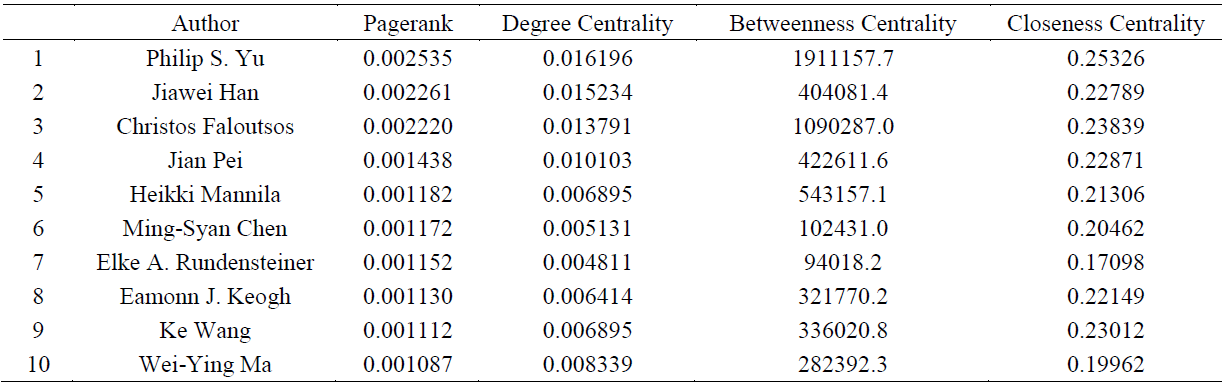 Author Pagerank Degree Centrality Betweenness Centrality Closeness Centrality
1 Philip S. Yu 0.002535 0.016196 1911157.7 0.25326
2 Jiawei Han 0.002261 0.015234 404081.4 0.22789
3 Christos Faloutsos 0.002220 0.013791 1090287.0 0.23839
4 Jian Pei 0.001438 0.010103 422611.6 0.22871
5 Heikki Mannila 0.001182 0.006895 543157.1 0.21306
6 Ming-Syan Chen 0.001172 0.005131 102431.0 0.20462
7 Elke A. Rundensteiner 0.001152 0.004811 94018.2 0.17098
8 Eamonn J. Keogh 0.001130 0.006414 321770.2 0.22149
9 Ke Wang 0.001112 0.006895 336020.8 0.23012
10 Wei-Ying Ma 0.001087 0.008339 282392.3 0.19962